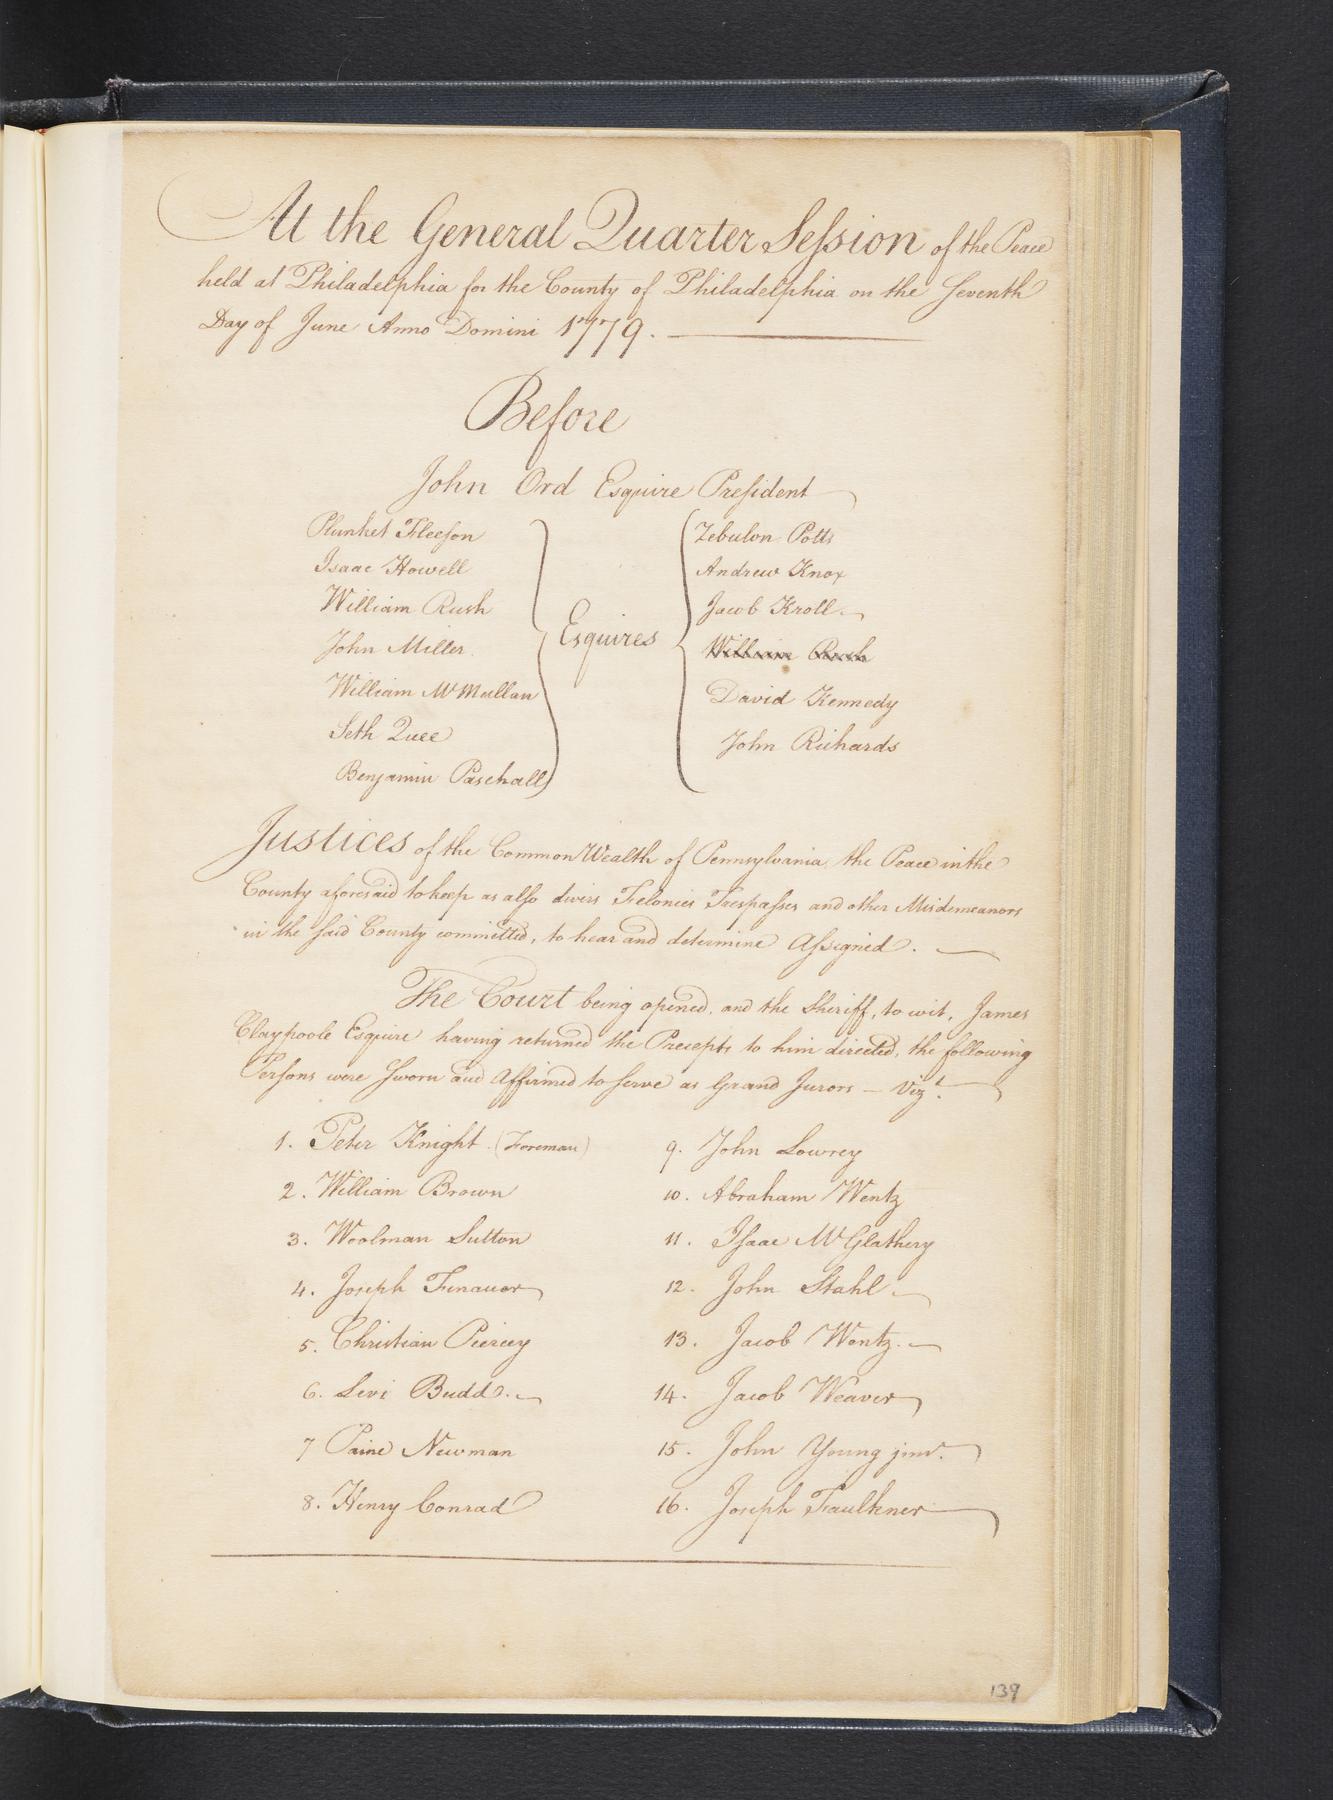 At the General Quarter Session of the Peace
held at Philadelphia for the County of Philadelphia on the Seventh
Day of June Anno Domini 1779.
Before
John Ord Esquire President
Plunket Fleeson
Isaac Howell
William Rush
John Miller
William McMullan
Seth Quee
Benjamin Paschall
Esquires
Zebulon Potts
Andrew Knox
Jacob Kroll
William Rush
David Kennedy
John Richards
Justices of the Common Wealth of Pennsylvania the Peace in the
County aforesaid to keep as also divers Felonies Trespasses and other Misdemeanors
in the said County committed, to hear and determine Assigned.
The Court being opened, and the Sheriff, to wit, James
Claypoole Esquire having returned the Precepts to him directed, the following
Persons were Sworn and Affirmed to serve as Grand Jurors – Vizt.
1. Peter Knight (Foreman)
2. William Brown
3. Woolman Sutton
4. Joseph Funauor
5. Christian Piercey
6. Levi Budd.
7 Paine Newman
8. Henry Conrad
9. John Lowrey
10. Abraham Wentz
11. Isaac McGlathery
12. John Stahl
13. Jacob Wentz.
14. Jacob Weaver
15. John Young junr.
16. Joseph Faulkner
139